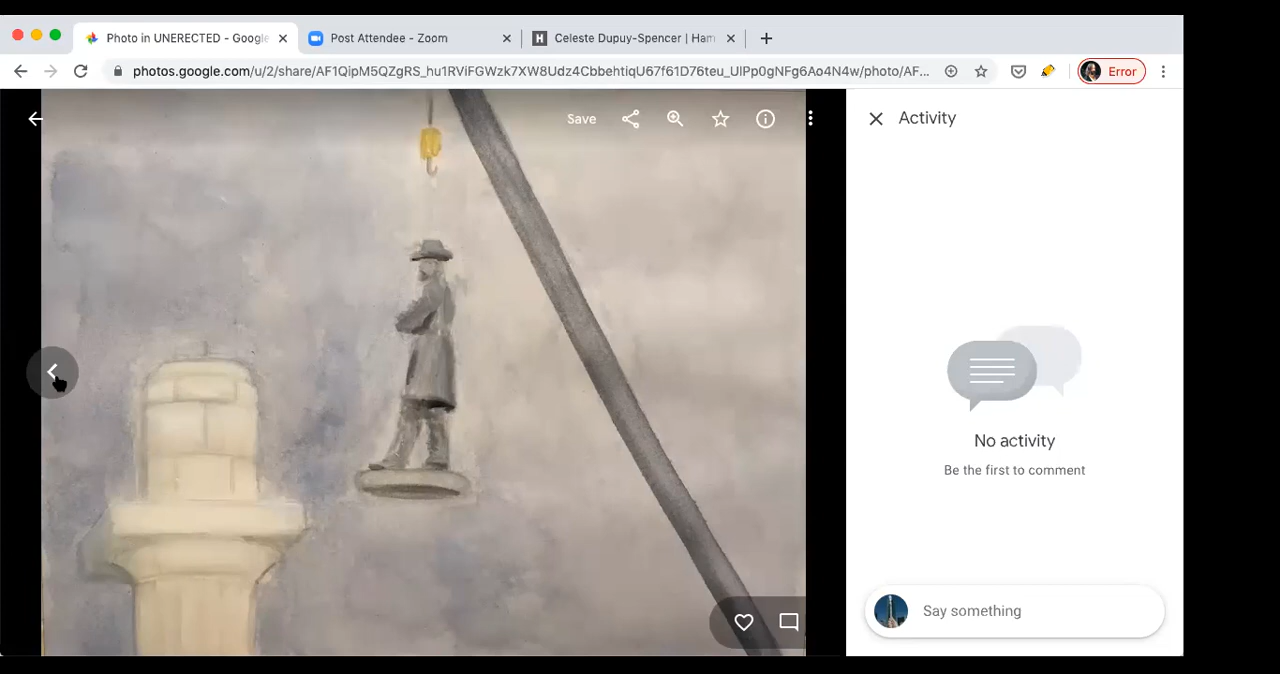 Photo in UNERECTED - Google
Post Attendee - Zoom
H Celeste Dupuy-Spencer | Ham
photos.google.com/u/2/share/AF1QipM5QZgRS_hu1RViFGWzk7XW8Udz4CbbehtiqU67f61D76teu_UlPp0gNFg6Ao4N4w/photo/AF...
Error
Save
Activity
No activity
Be the first to comment
Say something